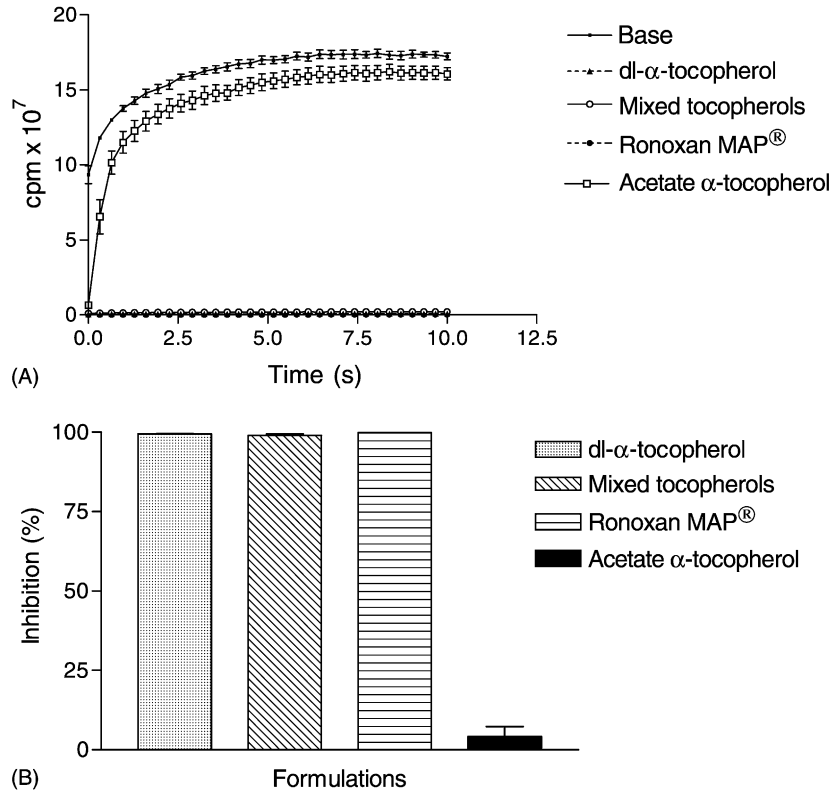 20
15
10
5
0
cpm x 10⁷
0.0 2.5 5.0 7.5 10.0 12.5
Time (s)
Base
dl-α-tocopherol
Mixed tocopherols
Ronoxan MAP®
Acetate α-tocopherol
(A)
100
75
50
25
0
Inhibition (%)
Formulations
dl-α-tocopherol
Mixed tocopherols
Ronoxan MAP®
Acetate α-tocopherol
(B)